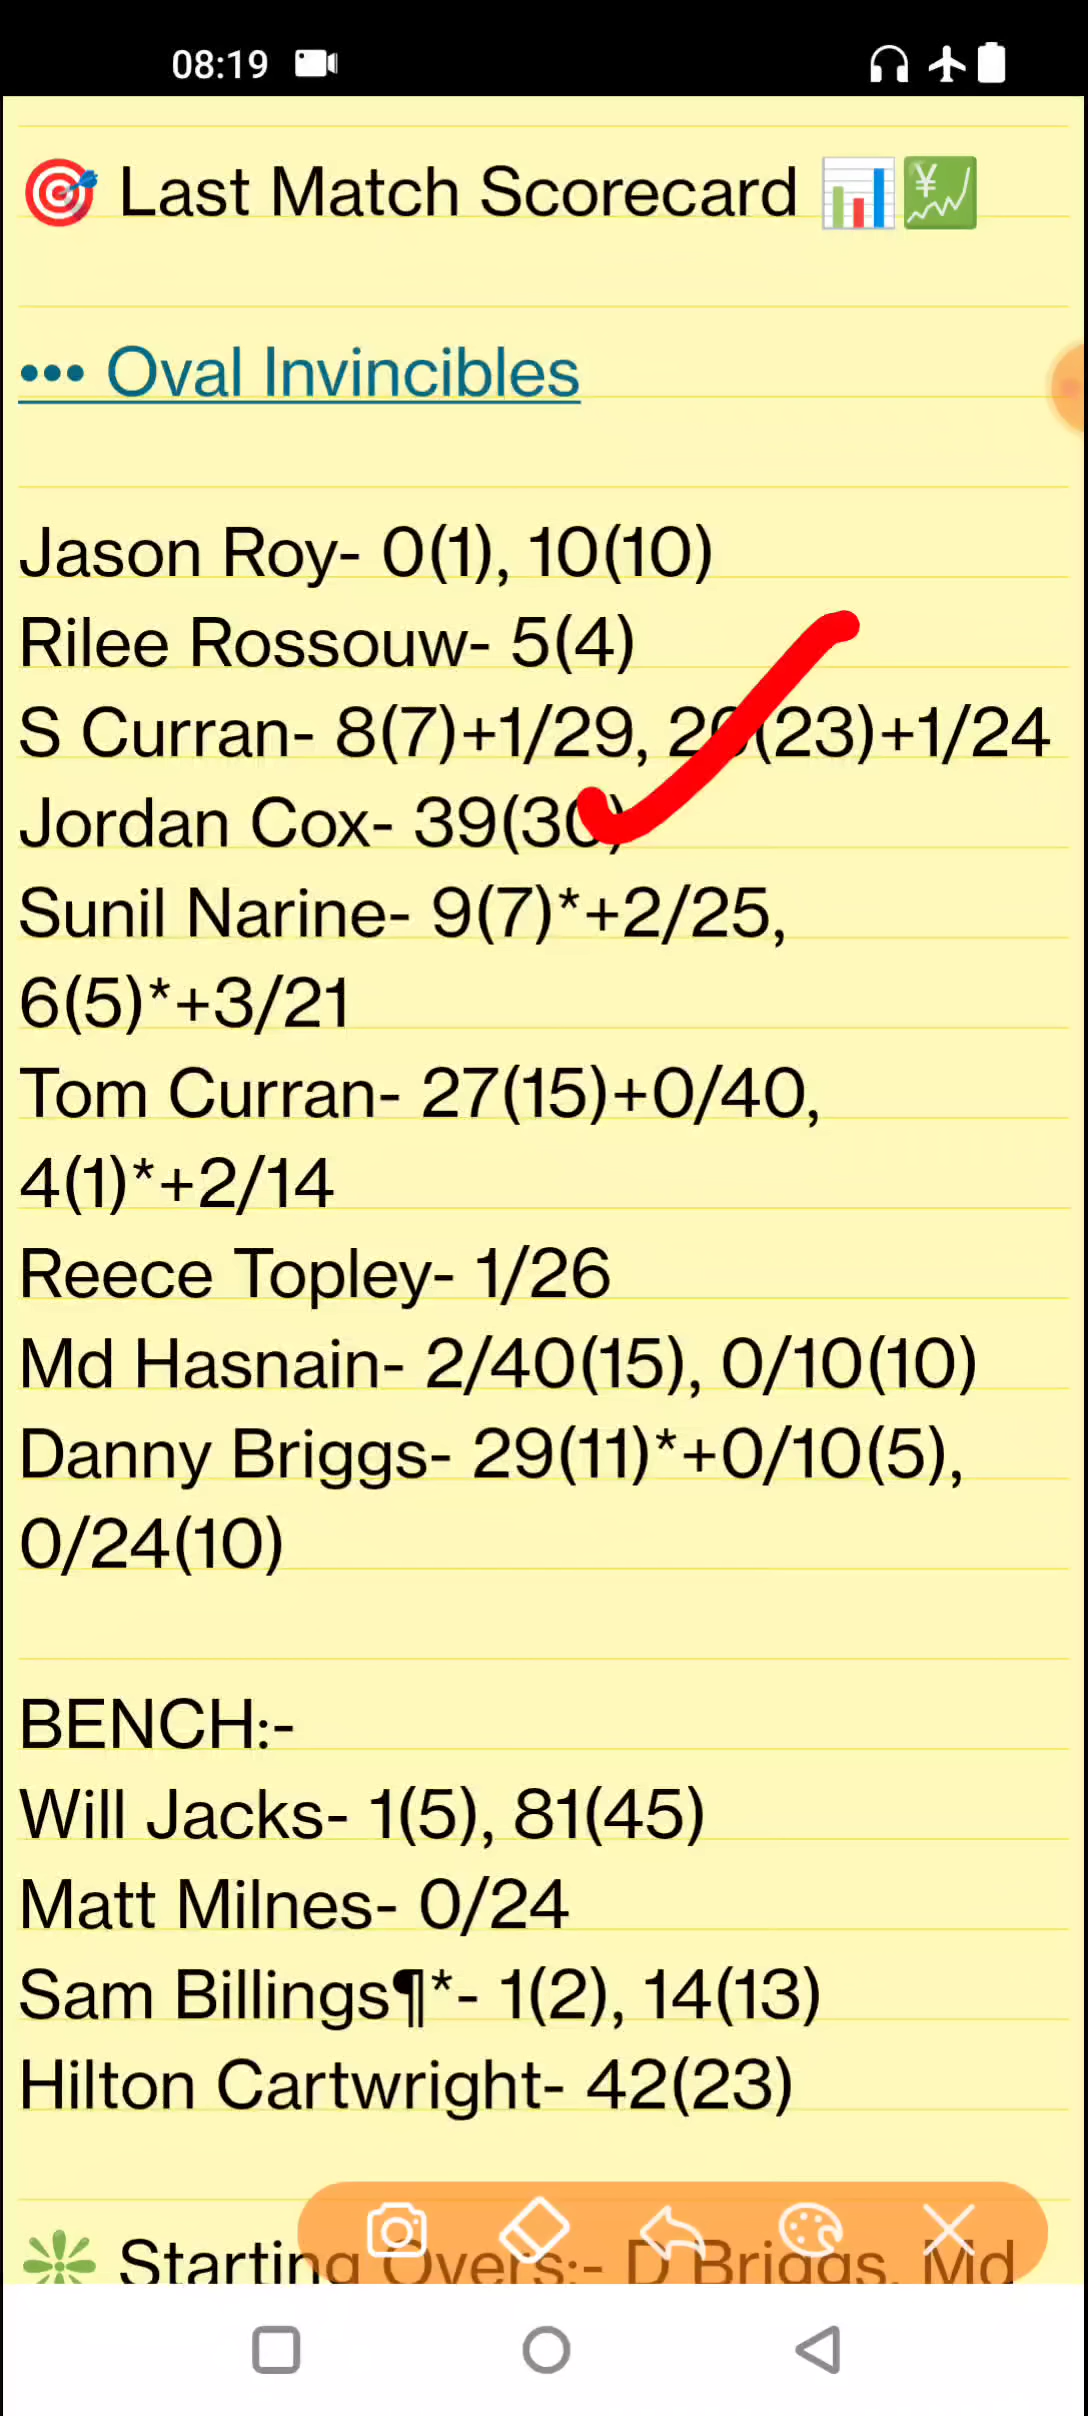 08:19
🎯 Last Match Scorecard 📊💹
••• Oval Invincibles
Jason Roy- 0(1), 10(10)
Rilee Rossouw- 5(4)
S Curran- 8(7)+1/29, (23)+1/24
Jordan Cox- 39(30)
Sunil Narine- 9(7)*+2/25,
6(5)*+3/21
Tom Curran- 27(15)+0/40,
4(1)*+2/14
Reece Topley- 1/26
Md Hasnain- 2/40(15), 0/10(10)
Danny Briggs- 29(11)*+0/10(5),
0/24(10)
BENCH:-
Will Jacks- 1(5), 81(45)
Matt Milnes- 0/24
Sam Billings¶*- 1(2), 14(13)
Hilton Cartwright- 42(23)
Starting Overs:- D Briggs, Md